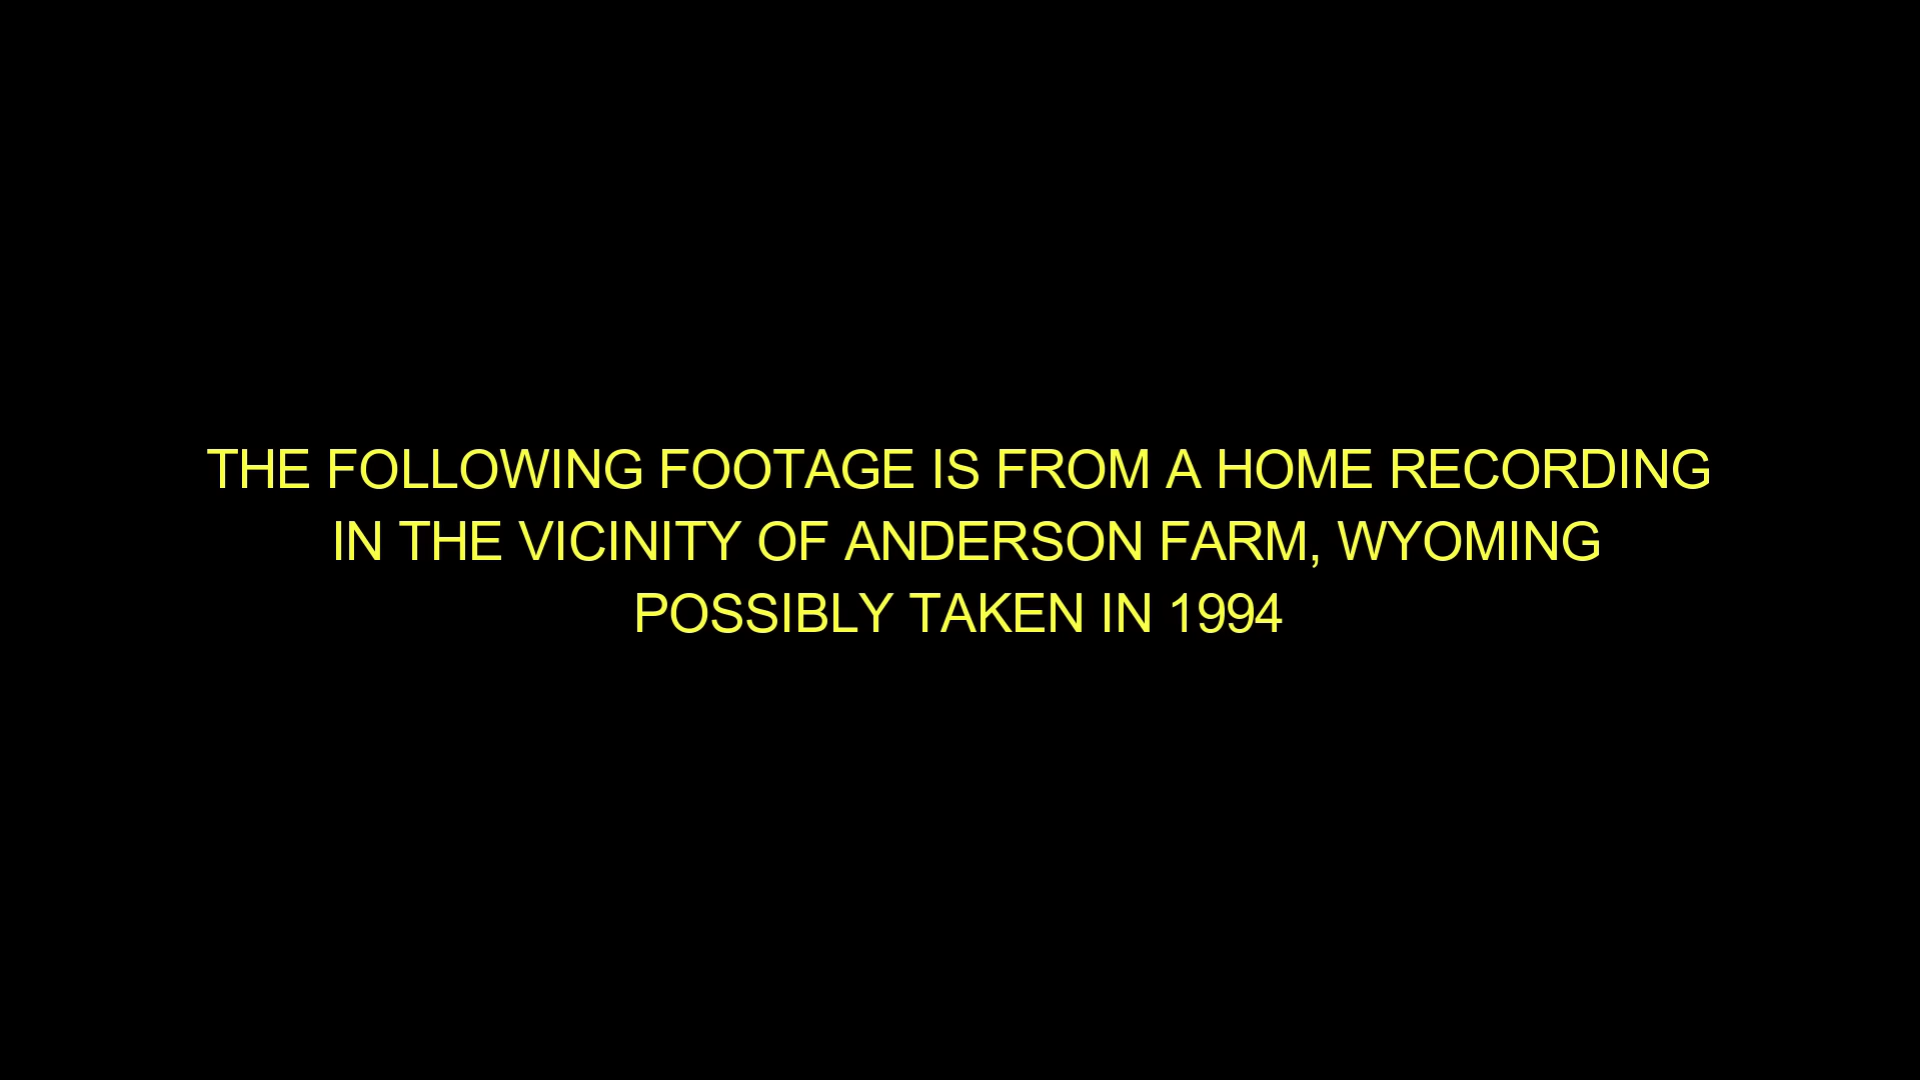 THE FOLLOWING FOOTAGE IS FROM A HOME RECORDING
IN THE VICINITY OF ANDERSON FARM, WYOMING
POSSIBLY TAKEN IN 1994